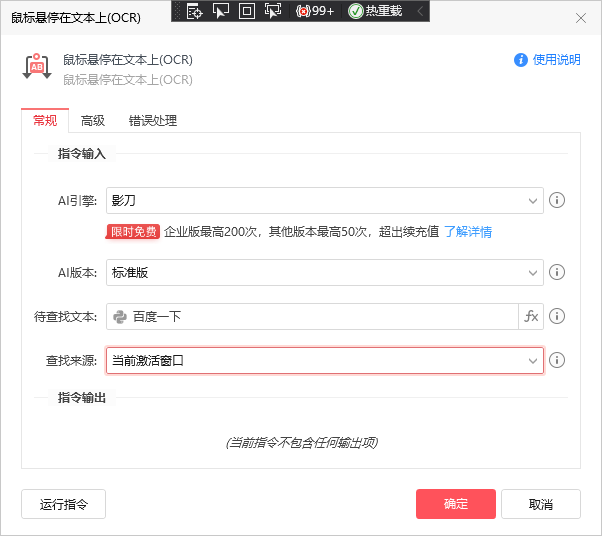 鼠标悬停在文本上(OCR)
99+ 热重载
AB
鼠标悬停在文本上(OCR)
使用说明
鼠标悬停在文本上(OCR)
常规 高级 错误处理
指令输入
AI引擎: 影刀
限时免费 企业版最高200次，其他版本最高50次，超出续充值 了解详情
AI版本: 标准版
待查找文本: 百度一下 fx
查找来源: 当前激活窗口
指令输出
(当前指令不包含任何输出项)
运行指令 确定 取消